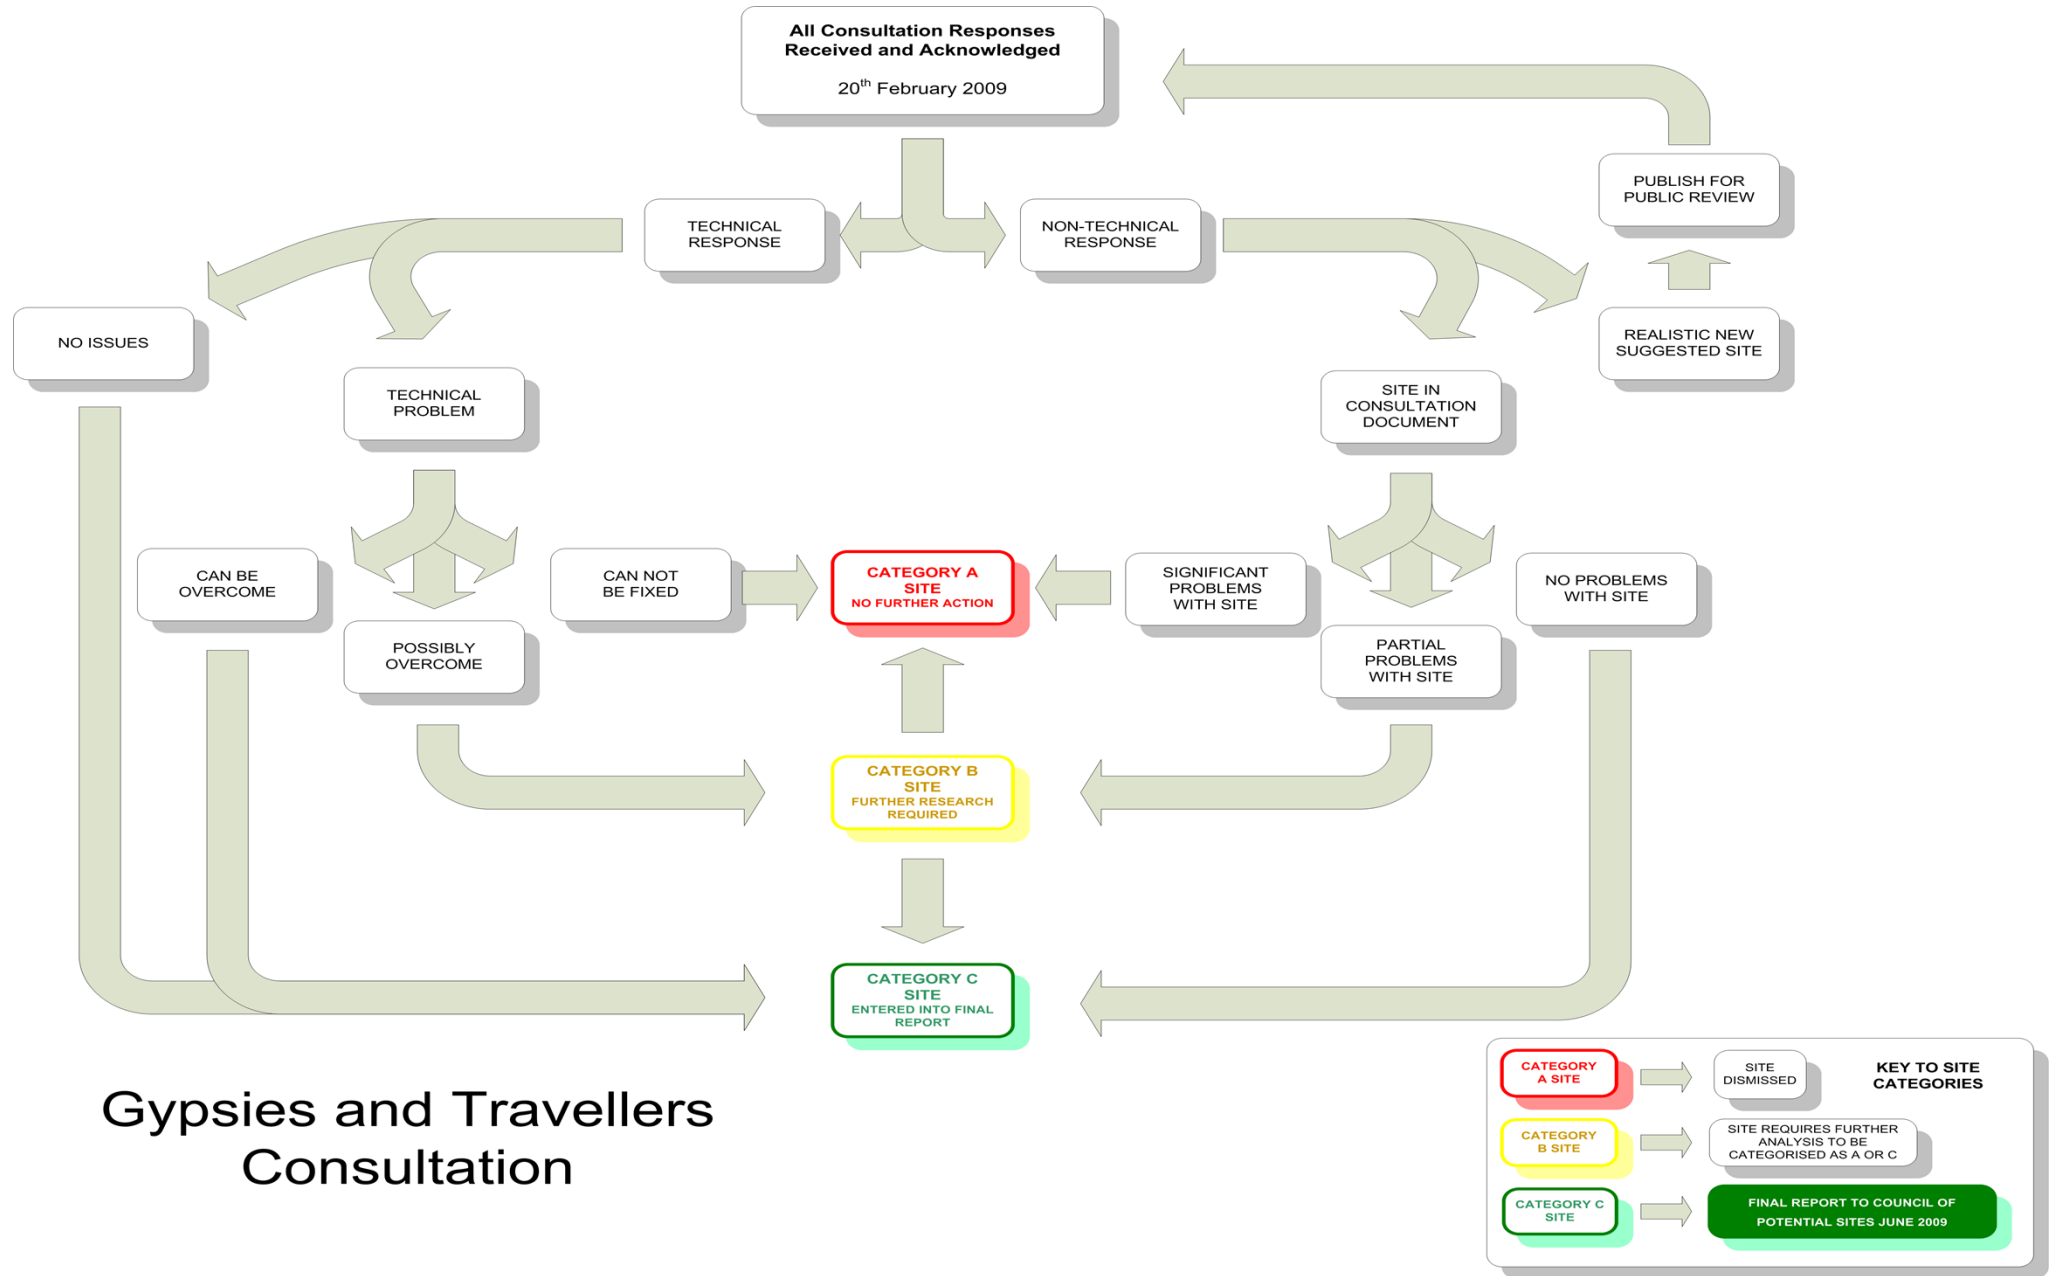 All Consultation Responses
Received and Acknowledged
20th February 2009
PUBLISH FOR
PUBLIC REVIEW
TECHNICAL
RESPONSE
NON-TECHNICAL
RESPONSE
NO ISSUES
REALISTIC NEW
SUGGESTED SITE
TECHNICAL
PROBLEM
SITE IN
CONSULTATION
DOCUMENT
CAN BE
OVERCOME
CAN NOT
BE FIXED
CATEGORY A
SITE
NO FURTHER ACTION
SIGNIFICANT
PROBLEMS
WITH SITE
NO PROBLEMS
WITH SITE
POSSIBLY
OVERCOME
PARTIAL
PROBLEMS
WITH SITE
CATEGORY B
SITE
FURTHER RESEARCH
REQUIRED
CATEGORY C
SITE
ENTERED INTO FINAL
REPORT
Gypsies and Travellers
Consultation
KEY TO SITE
CATEGORIES
CATEGORY
A SITE
SITE
DISMISSED
CATEGORY
B SITE
SITE REQUIRES FURTHER
ANALYSIS TO BE
CATEGORISED AS A OR C
CATEGORY C
SITE
FINAL REPORT TO COUNCIL OF
POTENTIAL SITES JUNE 2009